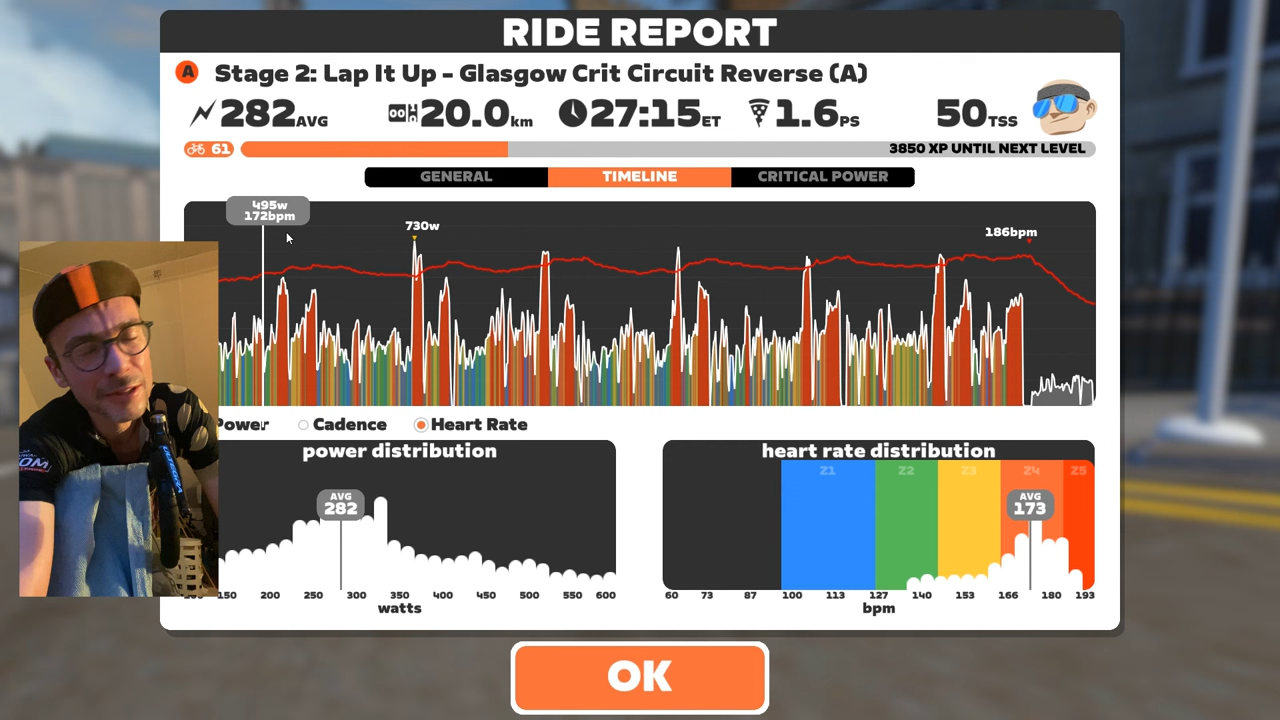 RIDE REPORT
A Stage 2: Lap It Up - Glasgow Crit Circuit Reverse (A)
282AVG 20.0km 27:15ET 1.6PS 50TSS
61 3850 XP UNTIL NEXT LEVEL
GENERAL TIMELINE CRITICAL POWER
495w
172bpm
730w
186bpm
Power Cadence Heart Rate
power distribution
AVG
282
150 200 250 300 350 400 450 500 550 600
watts
heart rate distribution
Z1 Z2 Z3 Z4 Z5
AVG
173
60 73 87 100 113 127 140 153 166 180 193
bpm
OK